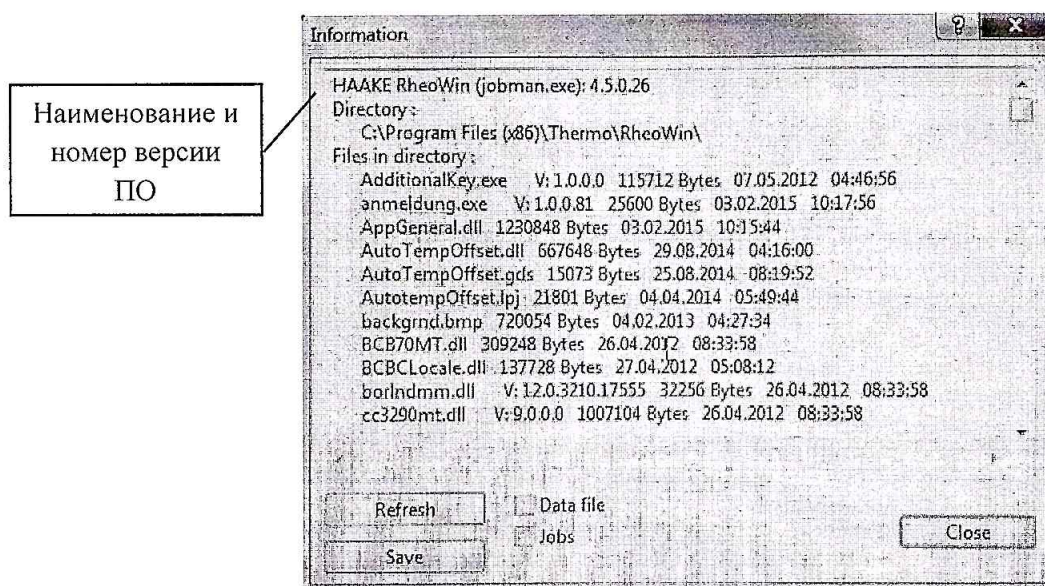 Information
Наименование и
номер версии
ПО
HAAKE RheoWin (jobman.exe): 4.5.0.26
Directory :
C:\Program Files (x86)\Thermo\RheoWin\
Files in directory :
AdditionalKey.exe V: 1.0.0.0 115712 Bytes 07.05.2012 04:46:56
anmeldung.exe V: 1.0.0.81 25600 Bytes 03.02.2015 10:17:56
AppGeneral.dll 1230848 Bytes 03.02.2015 10:15:44
AutoTempOffset.dll 667648 Bytes 29.08.2014 04:16:00
AutoTempOffset.gds 15073 Bytes 25.08.2014 08:19:52
AutotempOffset.lpj 21801 Bytes 04.04.2014 05:49:44
backgrnd.bmp 720054 Bytes 04.02.2013 04:27:34
BCB70MT.dll 309248 Bytes 26.04.2012 08:33:58
BCBCLocale.dll 137728 Bytes 27.04.2012 05:08:12
borlndmm.dll V: 12.0.3210.17555 32256 Bytes 26.04.2012 08:33:58
cc3290mt.dll V: 9.0.0.0 1007104 Bytes 26.04.2012 08:33:58
Refresh
Data file
Jobs
Save
Close